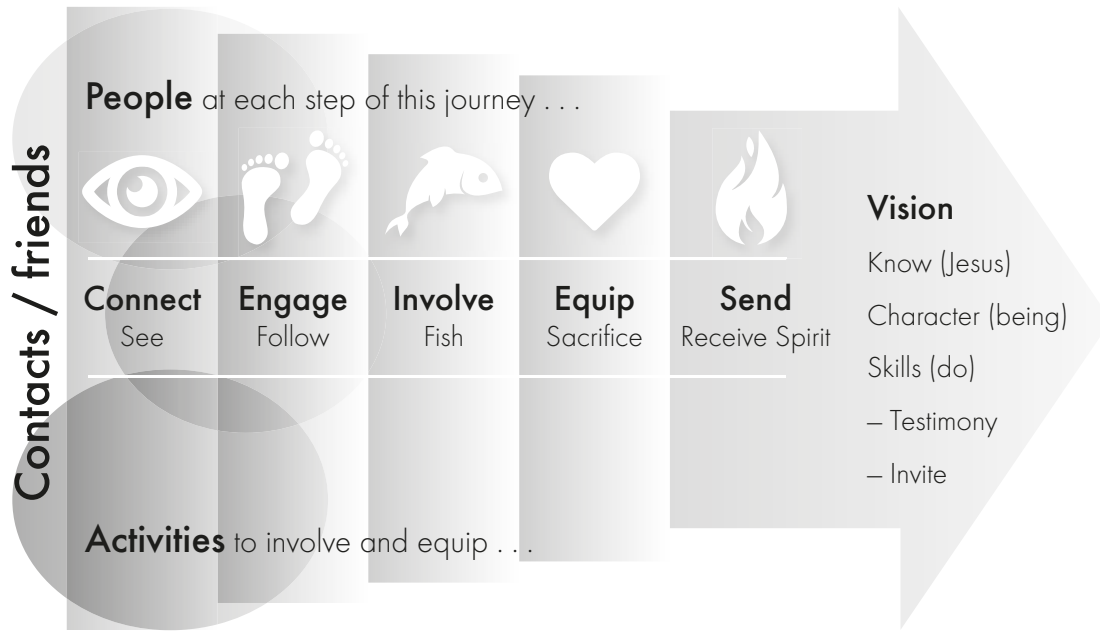 Contacts / friends
People at each step of this journey . . .
Connect
See
Engage
Follow
Involve
Fish
Equip
Sacrifice
Send
Receive Spirit
Activities to involve and equip . . .
Vision
Know (Jesus)
Character (being)
Skills (do)
– Testimony
– Invite